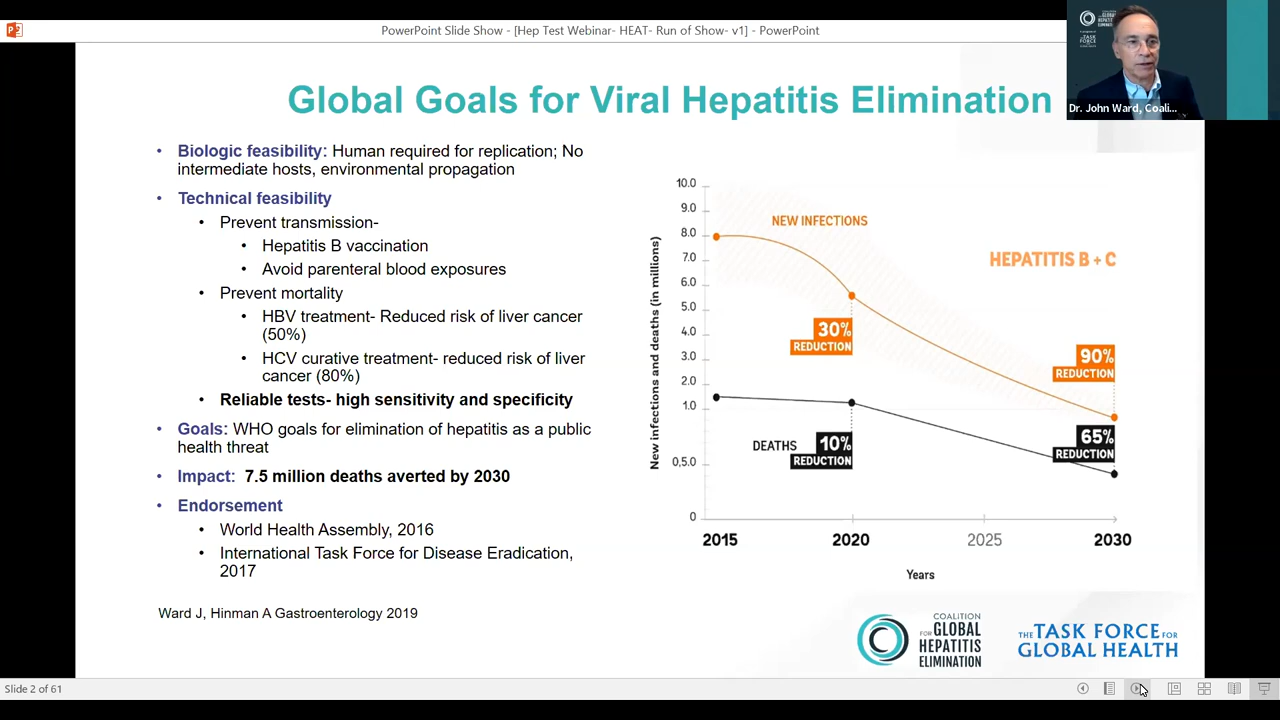 PowerPoint Slide Show - [Hep Test Webinar- HEAT- Run of Show- v1] - PowerPoint
Dr. John Ward, Coali...
Global Goals for Viral Hepatitis Elimination
• Biologic feasibility: Human required for replication; No
intermediate hosts, environmental propagation
• Technical feasibility
• Prevent transmission-
• Hepatitis B vaccination
• Avoid parenteral blood exposures
• Prevent mortality
• HBV treatment- Reduced risk of liver cancer
(50%)
• HCV curative treatment- reduced risk of liver
cancer (80%)
• Reliable tests- high sensitivity and specificity
• Goals: WHO goals for elimination of hepatitis as a public
health threat
• Impact: 7.5 million deaths averted by 2030
• Endorsement
• World Health Assembly, 2016
• International Task Force for Disease Eradication,
2017
Ward J, Hinman A Gastroenterology 2019
New infections and deaths (in millions)
10.0
9.0
8.0
7.0
6.0
5.0
4.0
3.0
2.0
1.0
0,5.0
0
NEW INFECTIONS
HEPATITIS B + C
30%
REDUCTION
90%
REDUCTION
DEATHS
10%
REDUCTION
65%
REDUCTION
2015 2020 2025 2030
Years
COALITION
FOR GLOBAL
HEPATITIS
ELIMINATION
THE TASK FORCE FOR
GLOBAL HEALTH
Slide 2 of 61